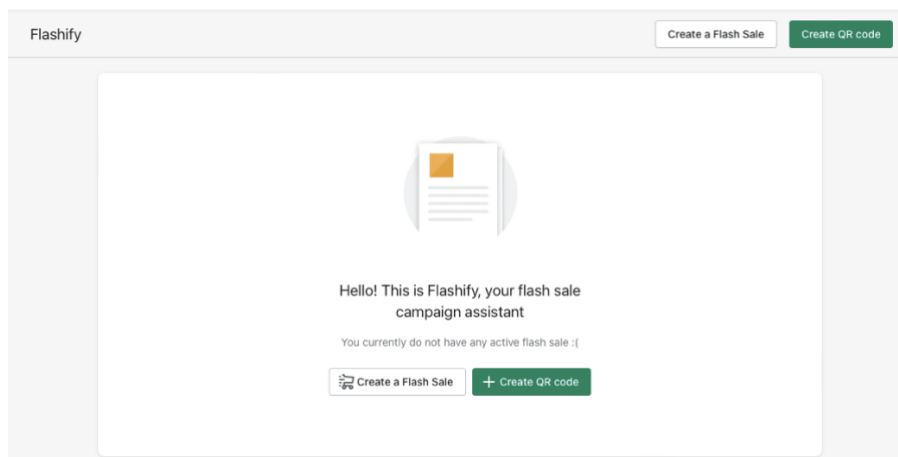 Flashify
Create a Flash Sale
Create QR code
Hello! This is Flashify, your flash sale
campaign assistant
You currently do not have any active flash sale :(
Create a Flash Sale
Create QR code